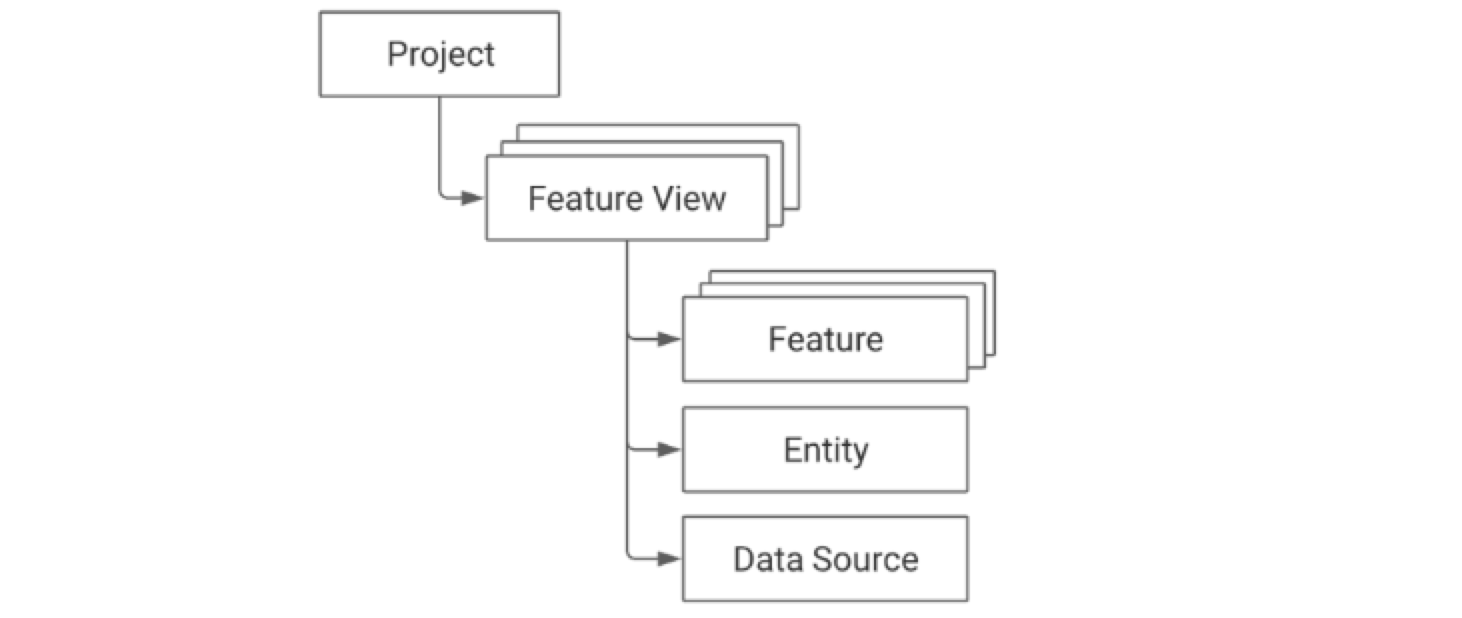 Project
Feature View
Feature
Entity
Data Source